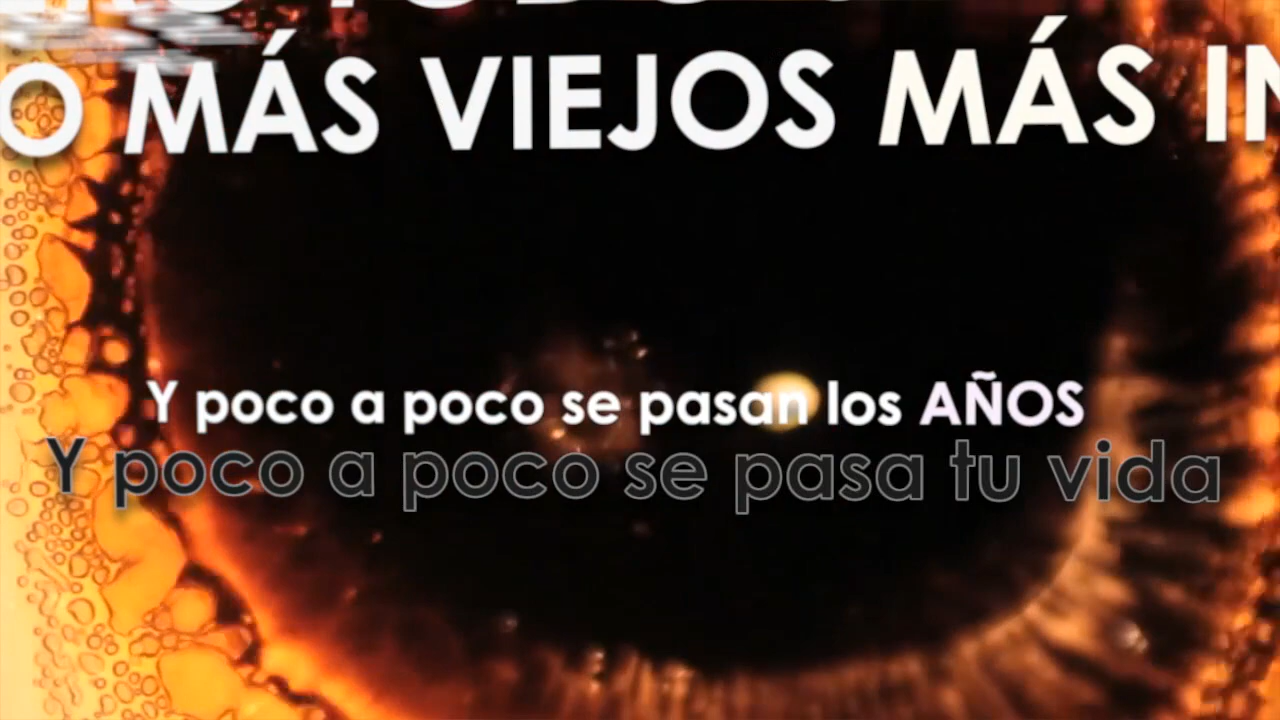 MÁS VIEJOS MÁS
Y poco a poco se pasan los AÑOS
Y poco a poco se pasa tu vida